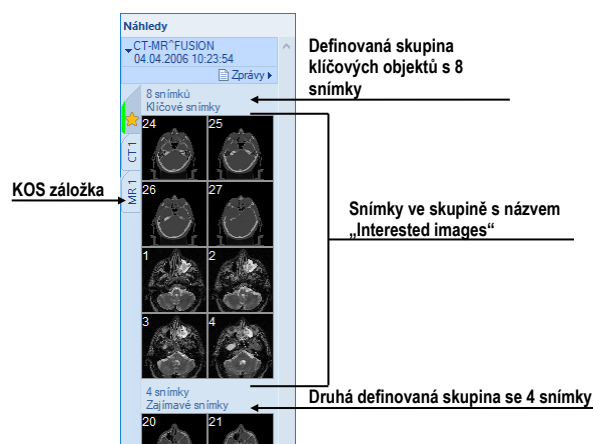 Náhledy
CT-MR^FUSION
04.04.2006 10:23:54
Zprávy
8 snímků
Klíčové snímky
24
25
CT 1
MR 1
26
27
1
2
3
4
4 snímky
Zajímavé snímky
20
21
Definovaná skupina
klíčových objektů s 8
snímky
KOS záložka
Snímky ve skupině s názvem
„Interested images“
Druhá definovaná skupina se 4 snímky